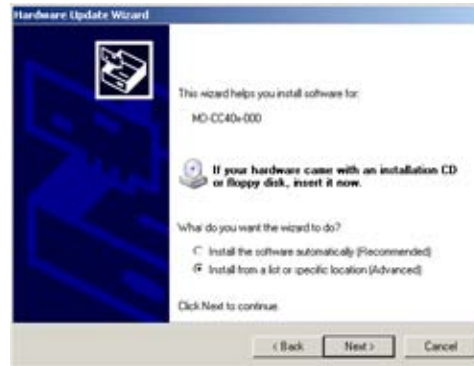 Hardware Update Wizard
This wizard helps you install software for:
MO-CC40x-000
If your hardware came with an installation CD
or floppy disk, insert it now.
What do you want the wizard to do?
Install the software automatically (Recommended)
Install from a list or specific location (Advanced)
Click Next to continue.
< Back
Next >
Cancel